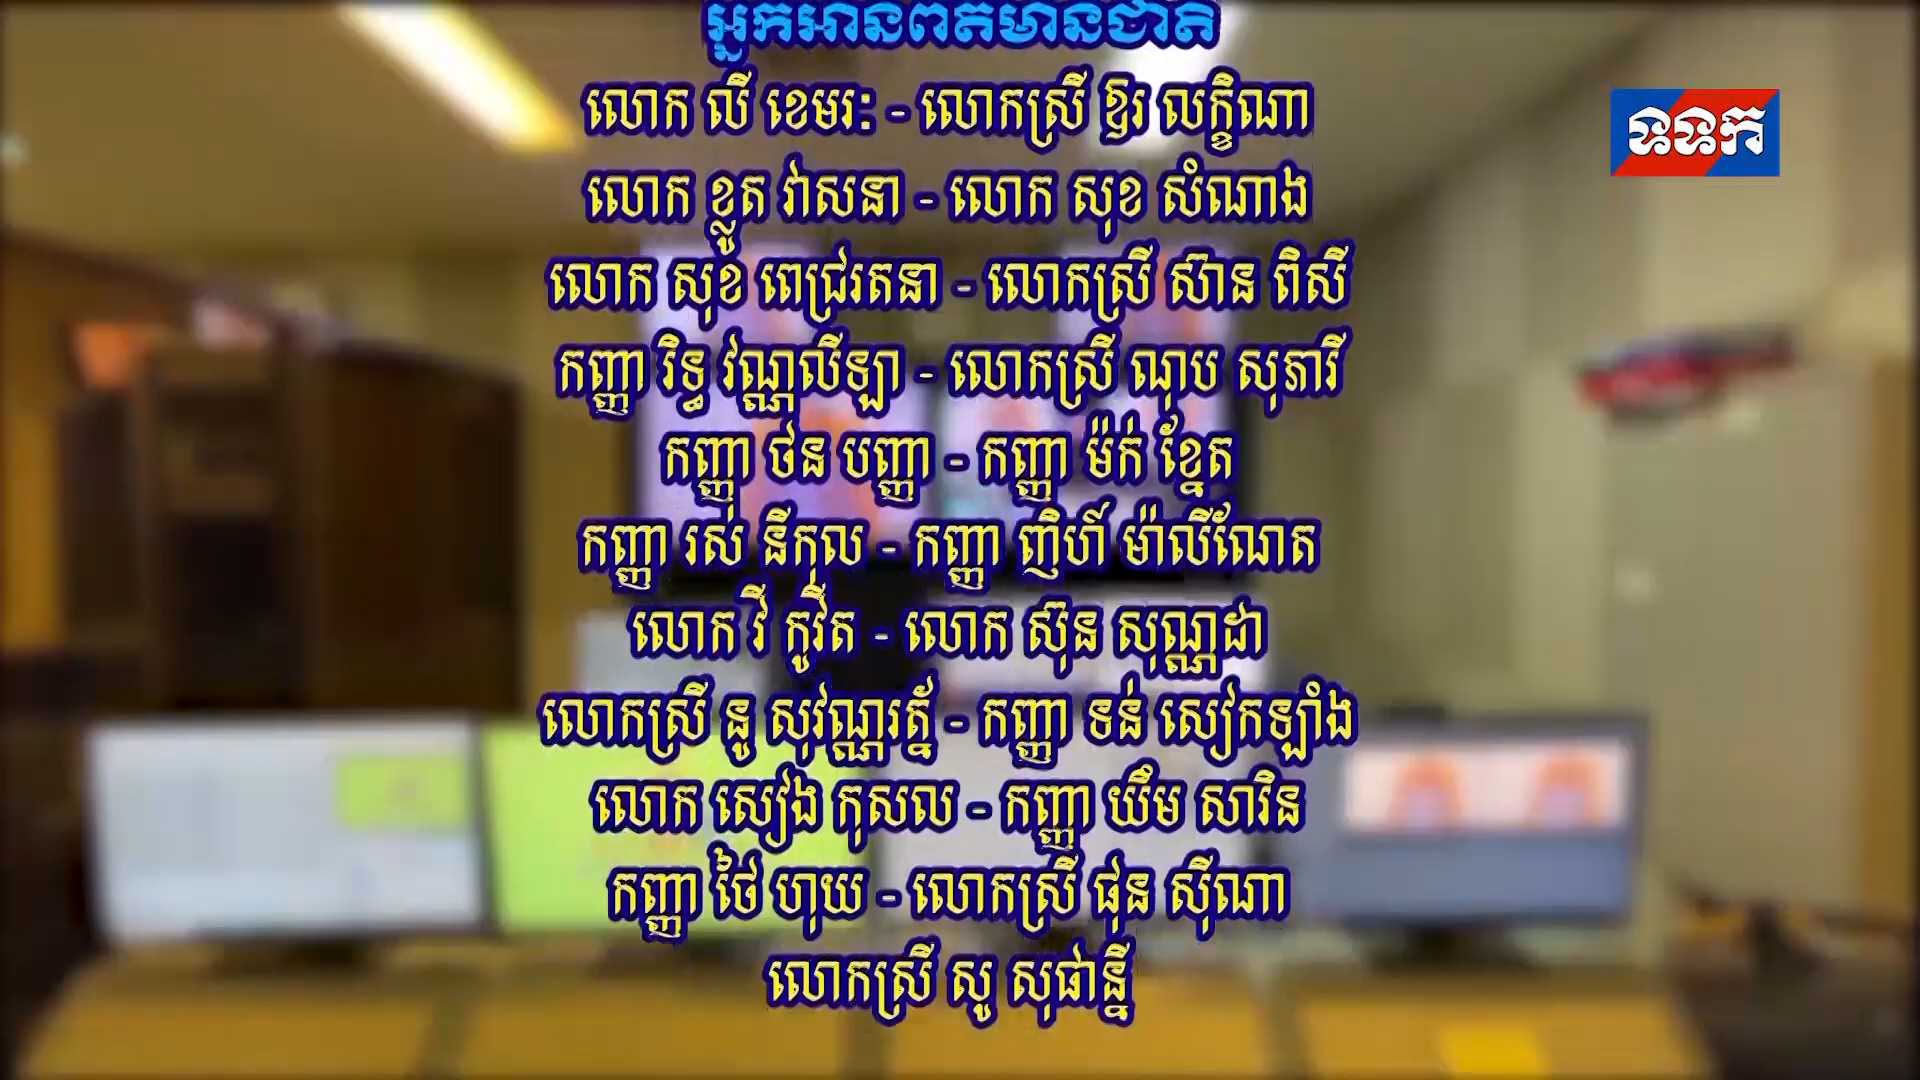 អ្នកអានពត៌មានជាតិ
លោក លី ខេមរៈ - លោកស្រី ឱរ លក្ខិណា
ទទក
លោក ខ្លូត វាសនា - លោក សុខ សំណាង
លោក សុខ ពេជ្ររតនា - លោកស្រី ស៊ាន ពិសី
កញ្ញា រិទ្ធ វណ្ណលីឡា - លោកស្រី ណុប សុភាវី
កញ្ញា ថន បញ្ញា - កញ្ញា ម៉ក់ ខ្នែត
កញ្ញា រស់ នីកុល - កញ្ញា ញិហ៍ ម៉ាលីណែត
លោក វី កូវីត - លោក ស៊ុន សុណ្ណដា
លោកស្រី នូ សុវណ្ណរត្ន័ - កញ្ញា ទន់ សៀកឡាំង
លោក សៀង កុសល - កញ្ញា យឹម សារិន
កញ្ញា ថៃ ហុយ - លោកស្រី ផុន ស៊ីណា
លោកស្រី សូ សុផាន្នី